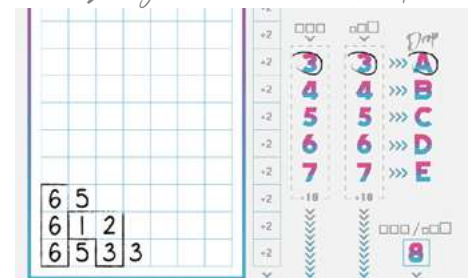 +2
+2
Drop
+2 3 3 >>> A
+2 4 4 >>> B
+2 5 5 >>> C
+2 6 6 >>> D
+2 7 7 >>> E
6 5 +2 +10 +10
6 1 2 +2 /
6 5 3 3 +2 8